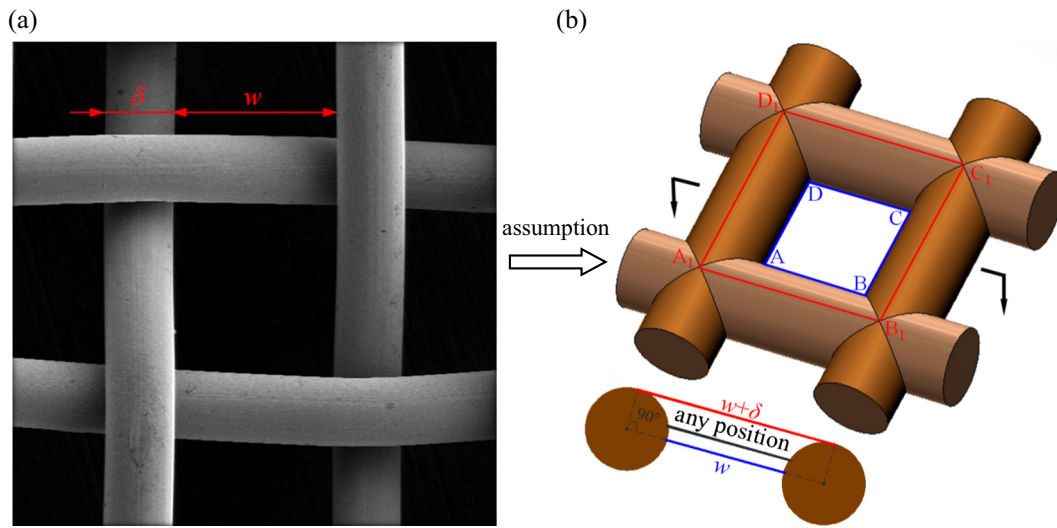 (a)
(b)
δ
w
assumption
D₁
C₁
D
C
A₁
A
B
B₁
w+δ
90°
any position
w